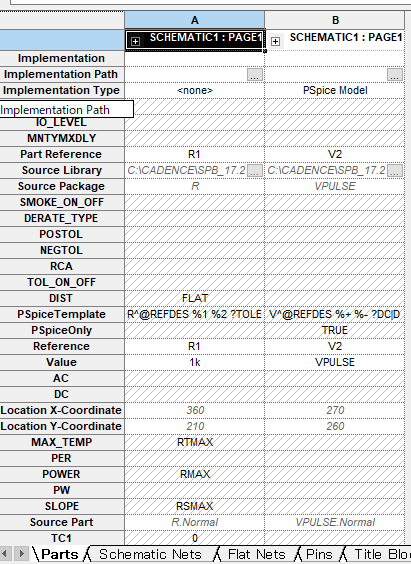 A B
SCHEMATIC1 : PAGE1 SCHEMATIC1 : PAGE1
Implementation
Implementation Path ... ...
Implementation Type <none> PSpice Model
Implementation Path
IO_LEVEL
MNTYMXDLY
Part Reference R1 V2
Source Library C:\CADENCE\SPB_17.2 ... C:\CADENCE\SPB_17.2 ...
Source Package R VPULSE
SMOKE_ON_OFF
DERATE_TYPE
POSTOL
NEGTOL
RCA
TOL_ON_OFF
DIST FLAT
PSpiceTemplate R^@REFDES %1 %2 ?TOLE V^@REFDES %+ %- ?DC|D
PSpiceOnly TRUE
Reference R1 V2
Value 1k VPULSE
AC
DC
Location X-Coordinate 360 270
Location Y-Coordinate 210 260
MAX_TEMP RTMAX
PER
POWER RMAX
PW
SLOPE RSMAX
Source Part R.Normal VPULSE.Normal
TC1 0
Parts Schematic Nets Flat Nets Pins Title Bloc